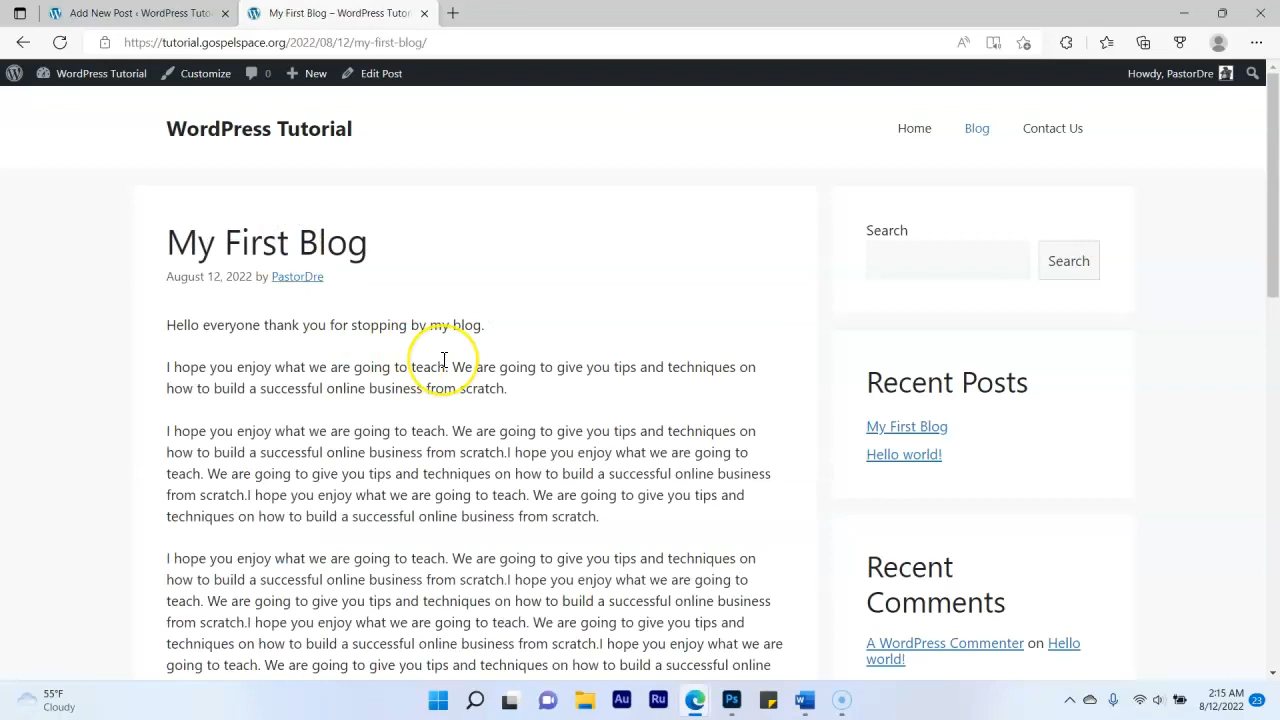 Add New Post ‹ WordPress Tutor
My First Blog – WordPress Tutor
https://tutorial.gospelspace.org/2022/08/12/my-first-blog/
WordPress Tutorial
Customize
0
New
Edit Post
Howdy, PastorDre
WordPress Tutorial
Home
Blog
Contact Us
My First Blog
August 12, 2022 by PastorDre
Hello everyone thank you for stopping by my blog.
I hope you enjoy what we are going to teach. We are going to give you tips and techniques on
how to build a successful online business from scratch.
I hope you enjoy what we are going to teach. We are going to give you tips and techniques on
how to build a successful online business from scratch.I hope you enjoy what we are going to
teach. We are going to give you tips and techniques on how to build a successful online business
from scratch.I hope you enjoy what we are going to teach. We are going to give you tips and
techniques on how to build a successful online business from scratch.
I hope you enjoy what we are going to teach. We are going to give you tips and techniques on
how to build a successful online business from scratch.I hope you enjoy what we are going to
teach. We are going to give you tips and techniques on how to build a successful online business
from scratch.I hope you enjoy what we are going to teach. We are going to give you tips and
techniques on how to build a successful online business from scratch.I hope you enjoy what we are
going to teach. We are going to give you tips and techniques on how to build a successful online
Search
Search
Recent Posts
My First Blog
Hello world!
Recent
Comments
A WordPress Commenter on Hello
world!
55°F
Cloudy
Au
Ru
Ps
W
2:15 AM
8/12/2022
23